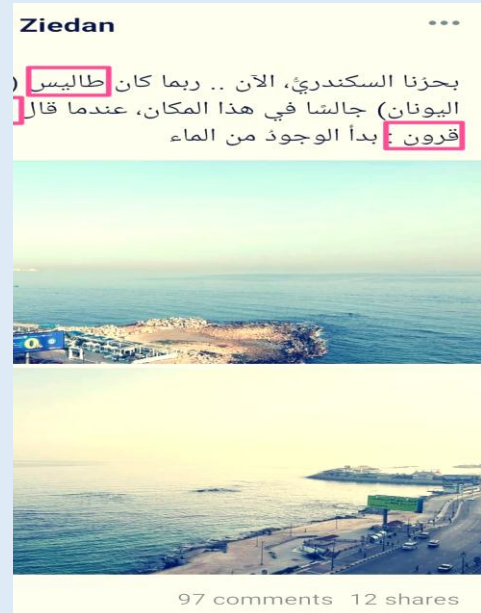 Ziedan
بحرُنا السكندريُّ، الآن .. ربما كان طاليس (
اليونان) جالسًا في هذا المكان، عندما قال
قرون : بدأ الوجودُ من الماء
97 comments 12 shares